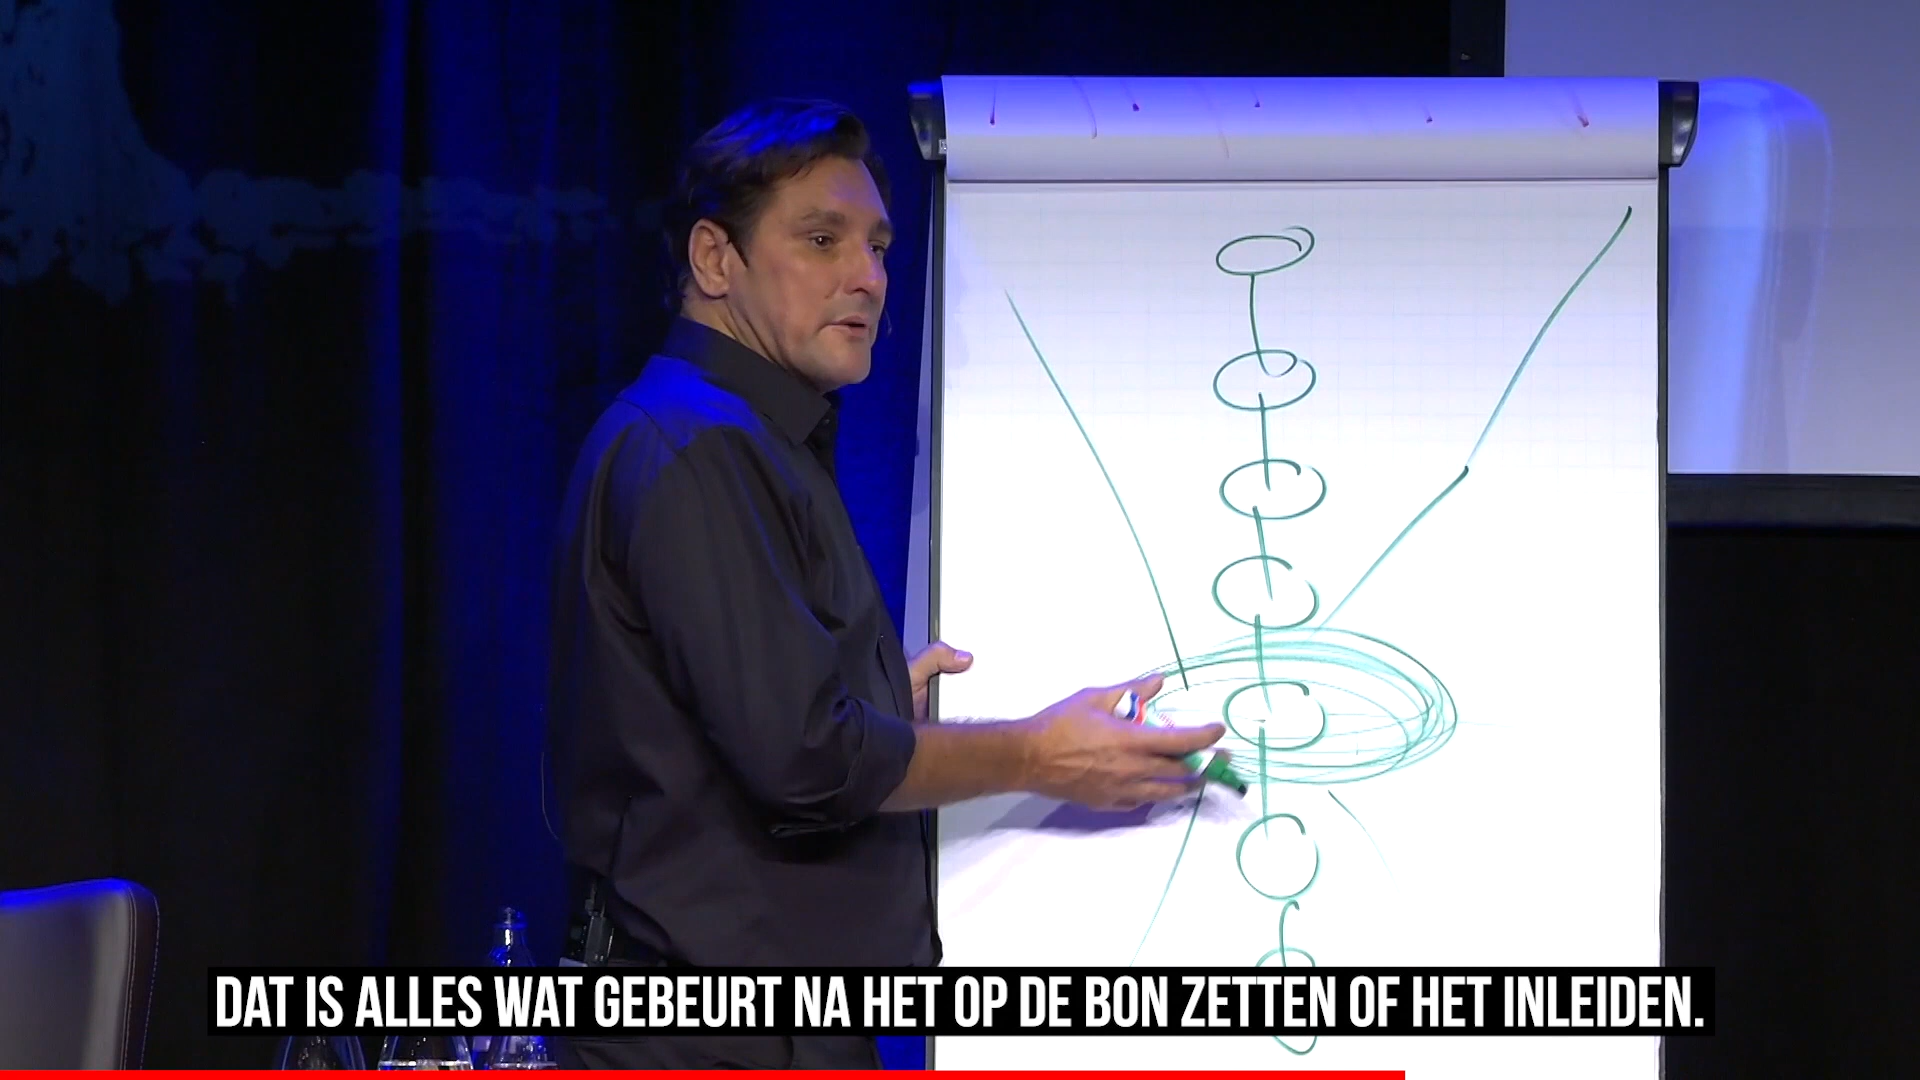 DAT IS ALLES WAT GEBEURT NA HET OP DE BON ZETTEN OF HET INLEIDEN.